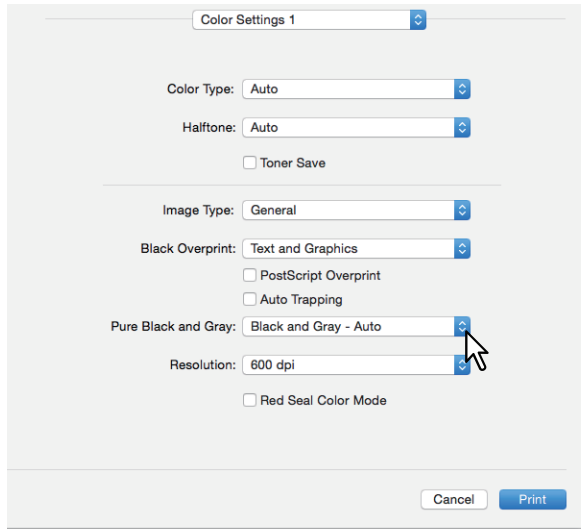 Color Settings 1
Color Type: Auto
Halftone: Auto
Toner Save
Image Type: General
Black Overprint: Text and Graphics
PostScript Overprint
Auto Trapping
Pure Black and Gray: Black and Gray - Auto
Resolution: 600 dpi
Red Seal Color Mode
Cancel Print